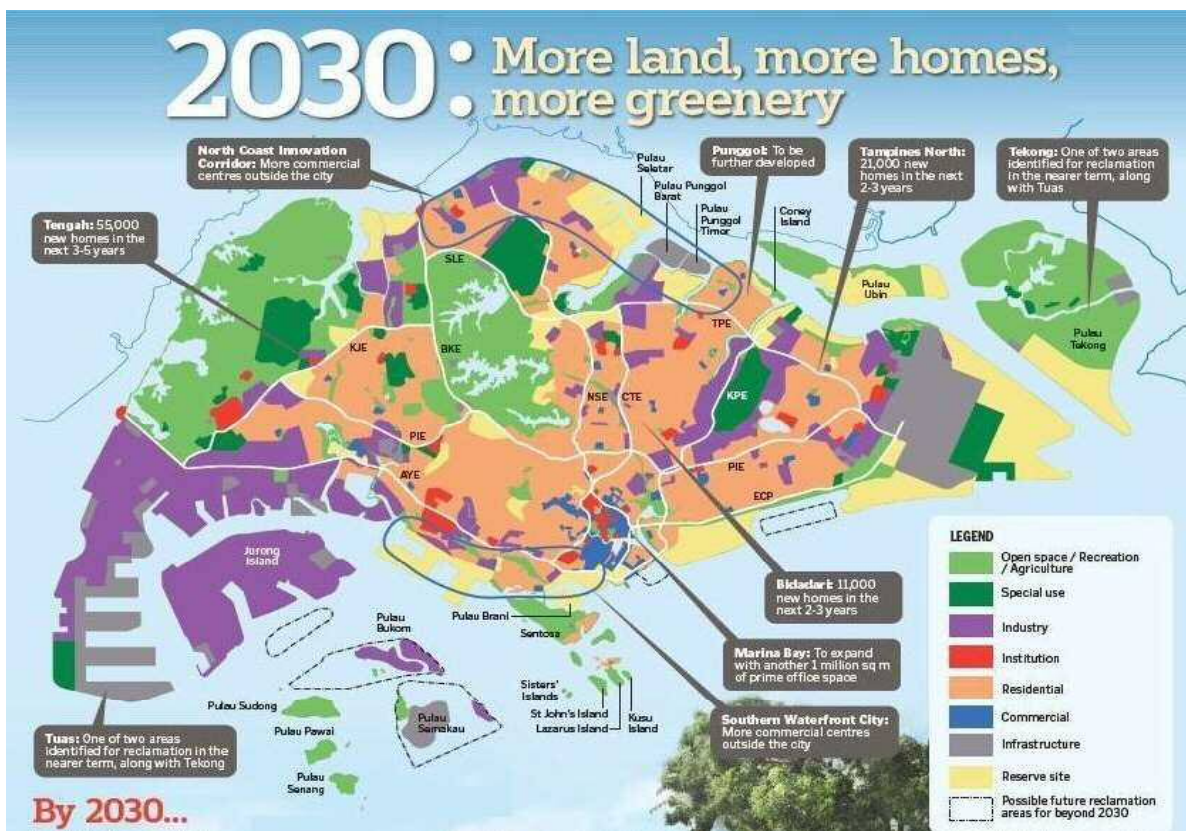 2030: More land, more homes,
more greenery
North Coast Innovation
Corridor: More commercial
centres outside the city
Pulau
Seletar
Pulau Punggol
Barat
Pulau
Punggol
Timor
Punggol: To be
further developed
Coney
Island
Tampines North:
21,000 new
homes in the next
2-3 years
Tekong: One of two areas
identified for reclamation
in the nearer term, along
with Tuas
Tengah: 55,000
new homes in the
next 3-5 years
SLE
Pulau
Ubin
TPE
Pulau
Tekong
KJE
BKE
NSE
CTE
KPE
PIE
PIE
AYE
ECP
Jurong
Island
Pulau Brani
Sentosa
Pulau
Bukom
Sisters'
Islands
St John's Island
Lazarus Island
Kusu
Island
Pulau Sudong
Pulau Pawai
Pulau
Semakau
Pulau
Senang
Bidadari: 11,000
new homes in the
next 2-3 years
Marina Bay: To expand
with another 1 million sq m
of prime office space
Southern Waterfront City:
More commercial centres
outside the city
Tuas: One of two areas
identified for reclamation in the
nearer term, along with Tekong
LEGEND
Open space / Recreation
/ Agriculture
Special use
Industry
Institution
Residential
Commercial
Infrastructure
Reserve site
Possible future reclamation
areas for beyond 2030
By 2030...